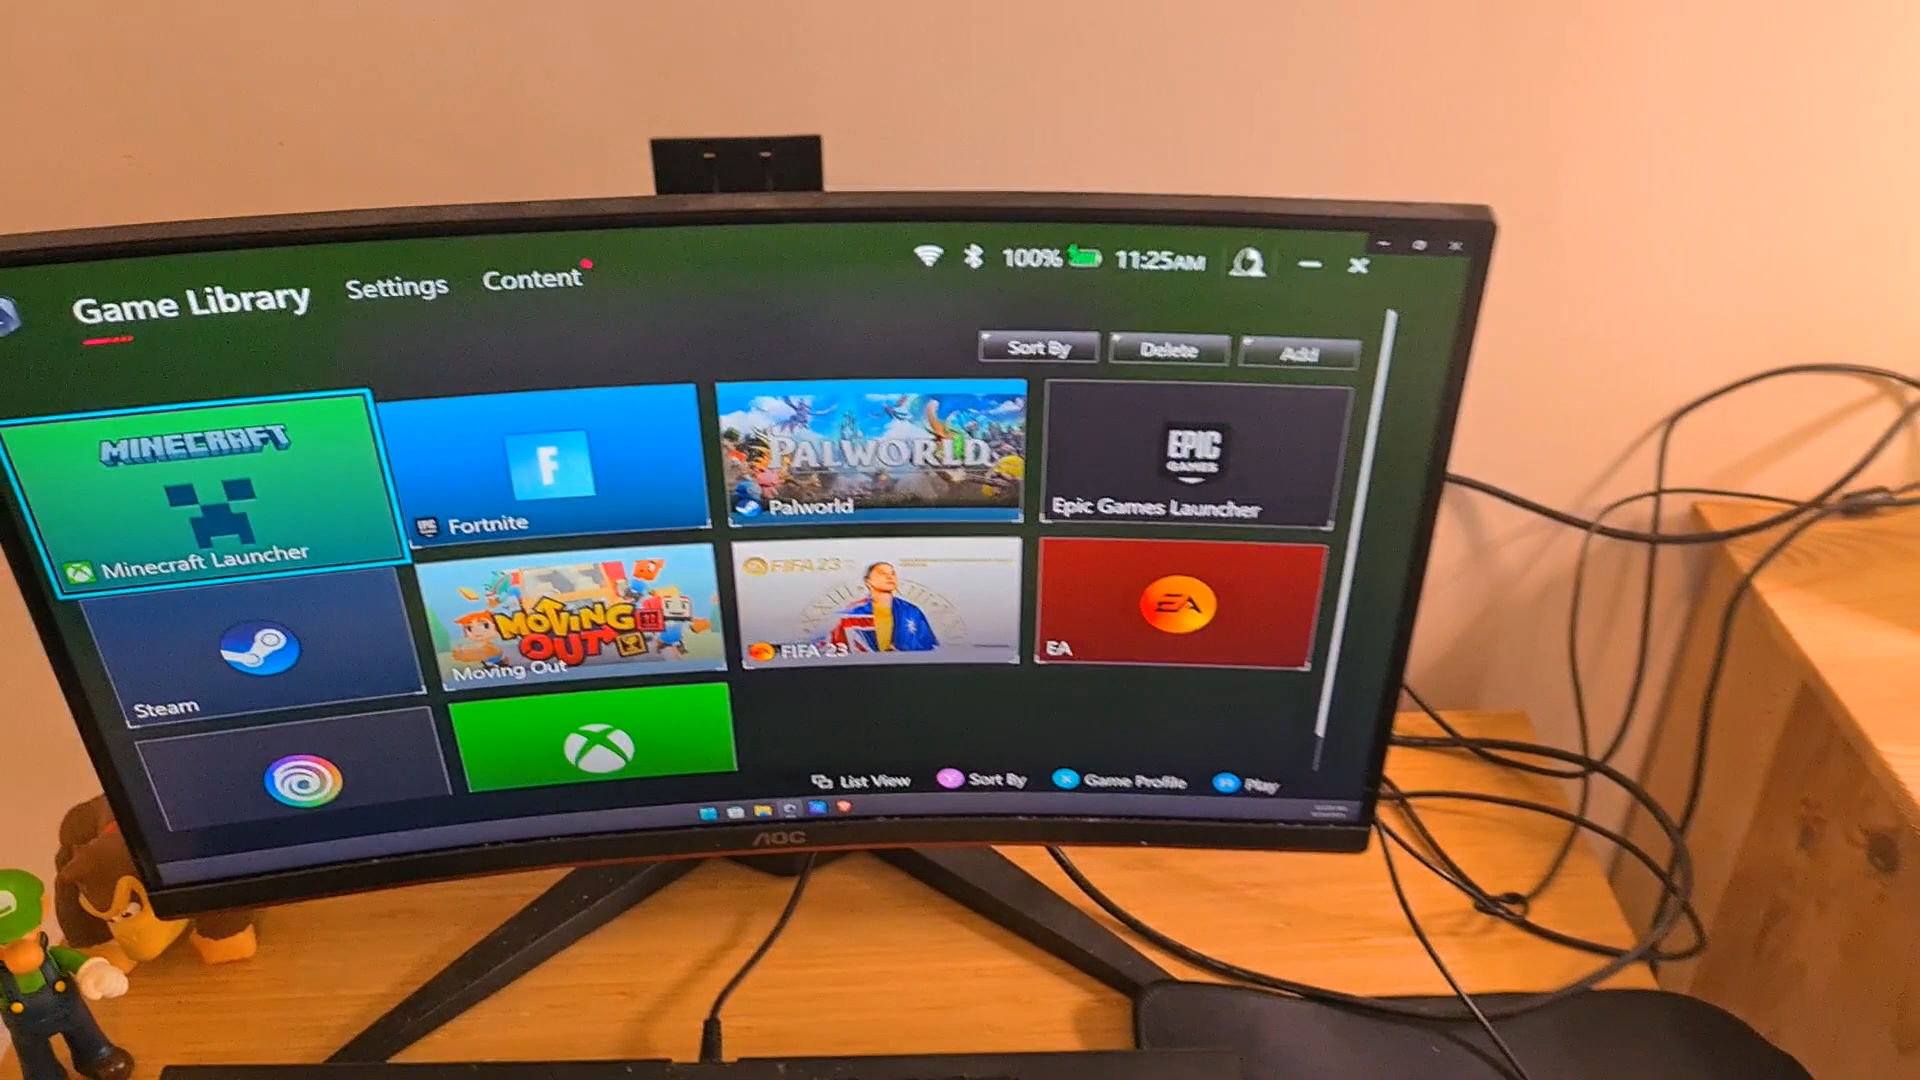 Game Library Settings Content
100% 11:25AM
Sort By Delete Add
MINECRAFT
Minecraft Launcher
F
EPIC
Fortnite
PALWORLD
Palworld
EPIC
GAMES
Epic Games Launcher
Steam
MOVING
OUT
Moving Out
FIFA 23
FIFA 23
EA
EA
List View Y Sort By X Game Profile Play
AOC